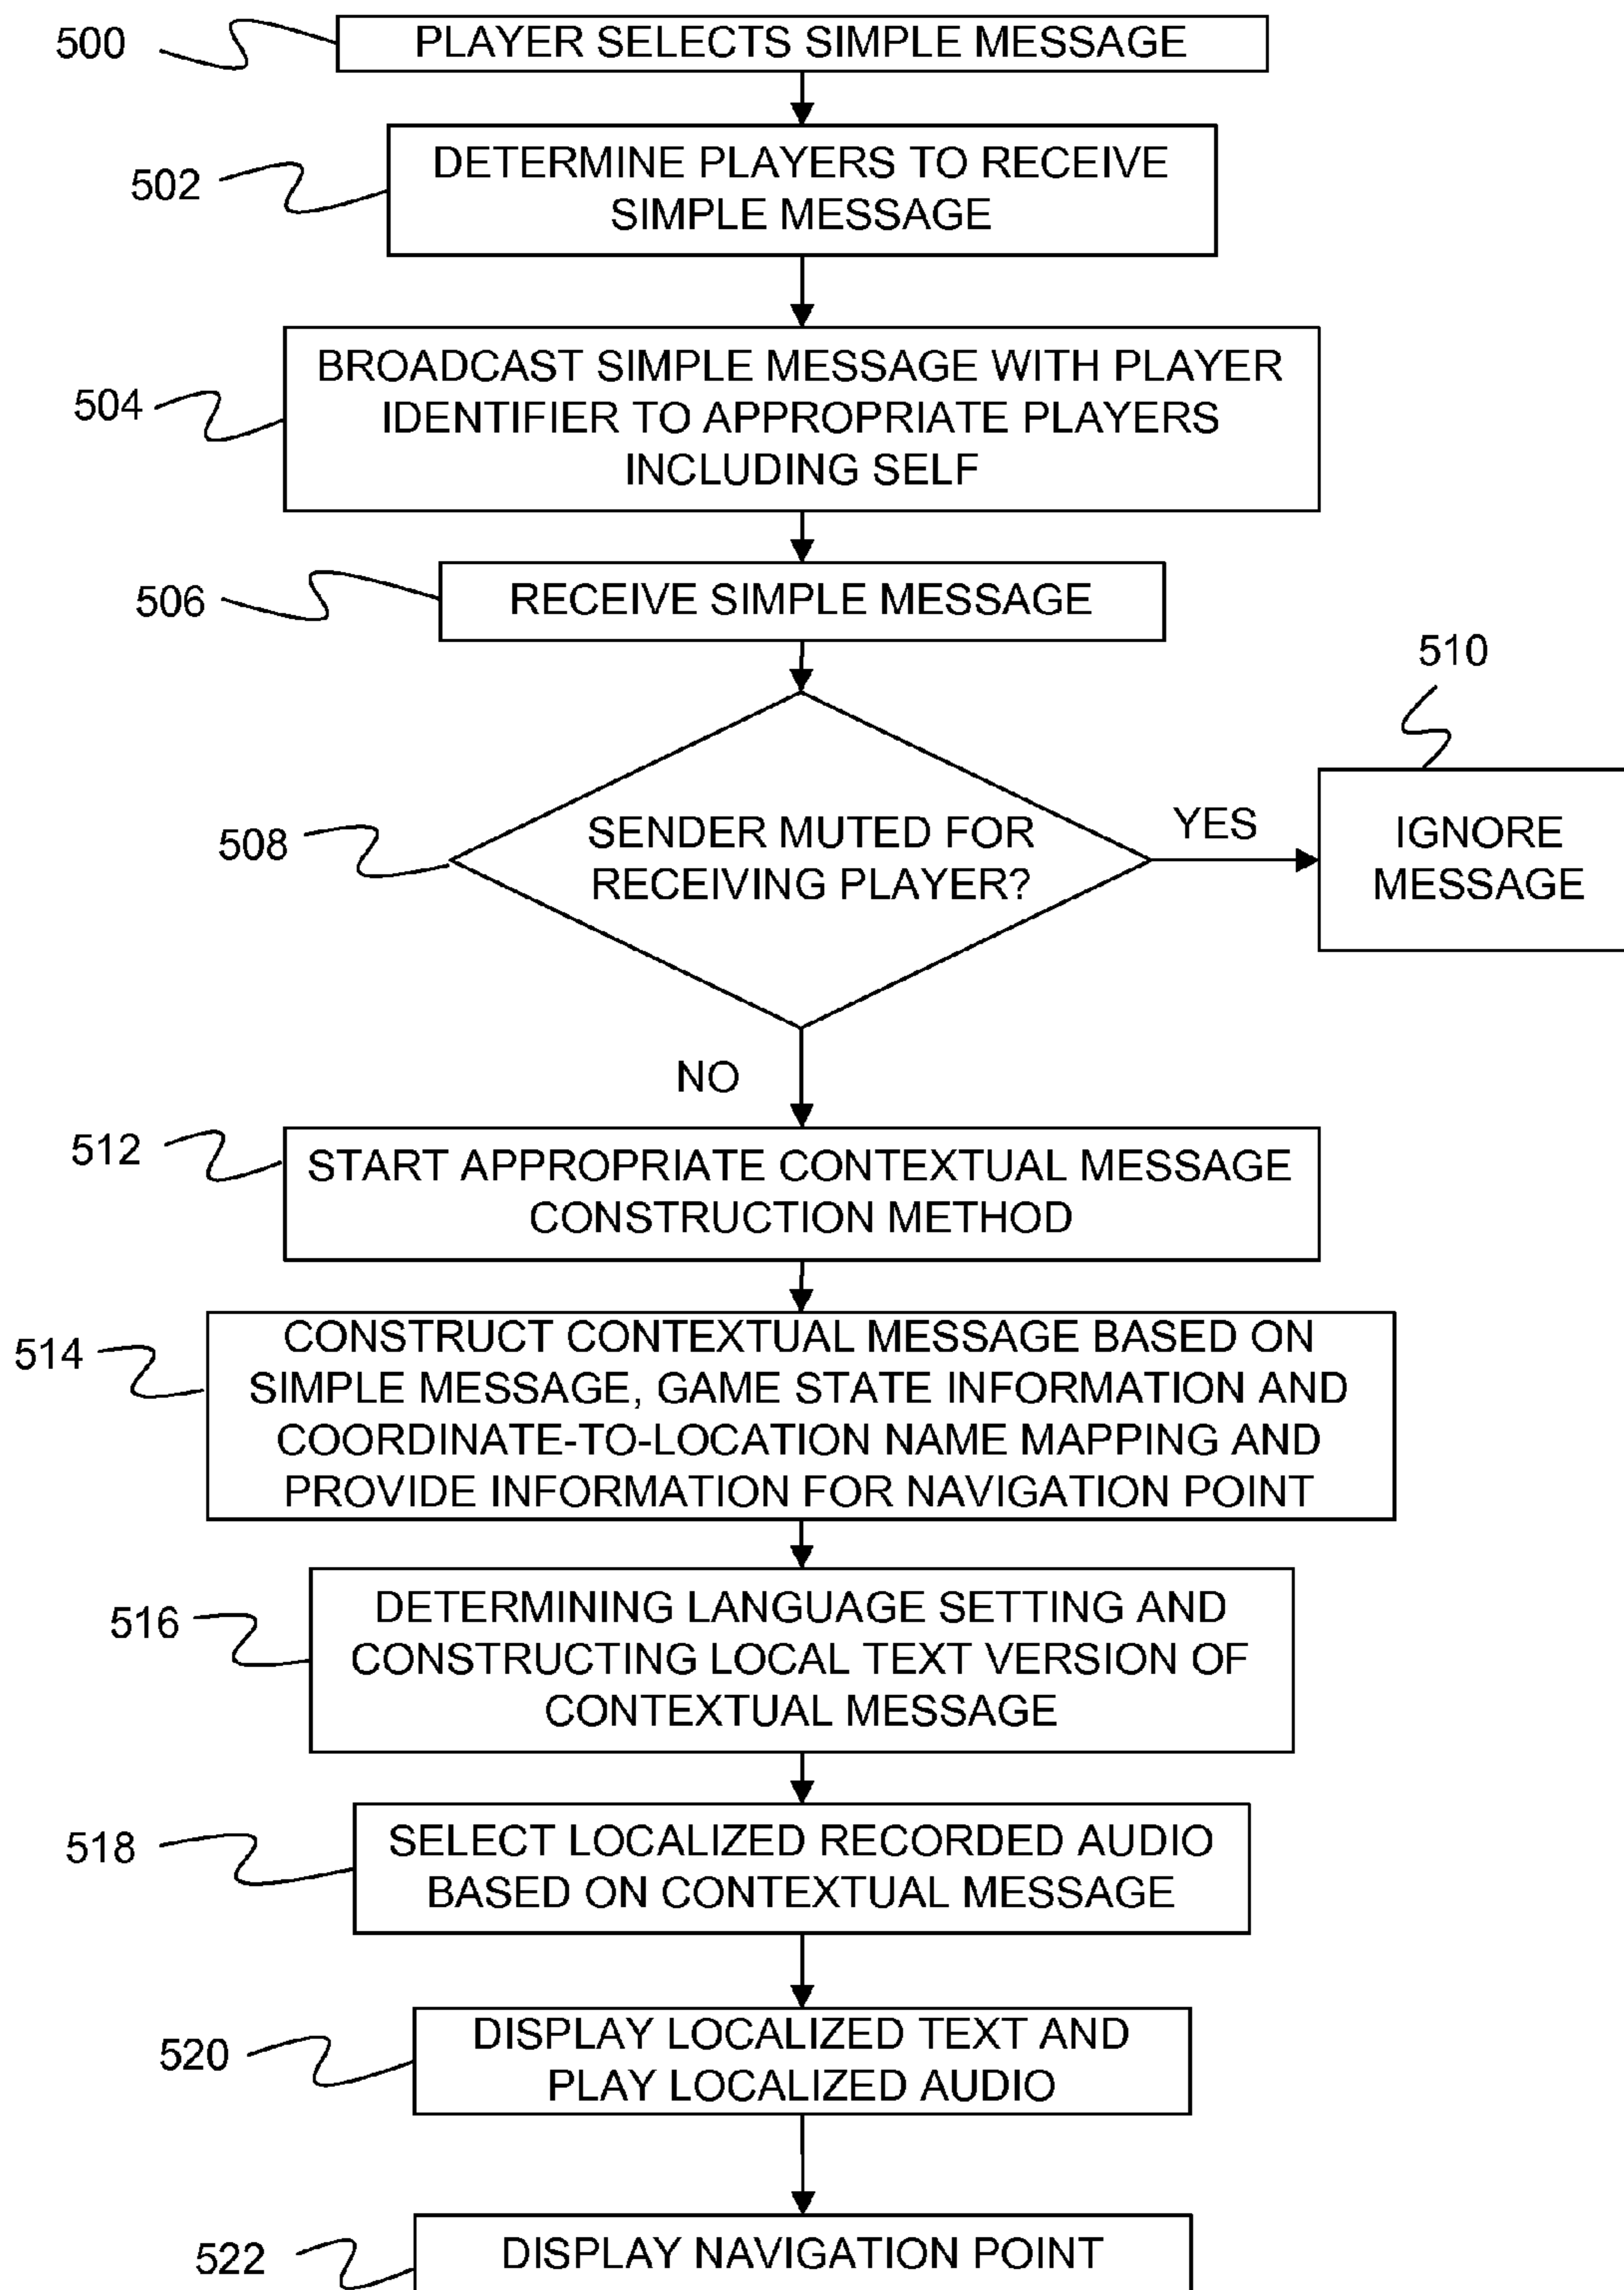 500
PLAYER SELECTS SIMPLE MESSAGE
502
DETERMINE PLAYERS TO RECEIVE
SIMPLE MESSAGE
504
BROADCAST SIMPLE MESSAGE WITH PLAYER
IDENTIFIER TO APPROPRIATE PLAYERS
INCLUDING SELF
506
RECEIVE SIMPLE MESSAGE
508
SENDER MUTED FOR
RECEIVING PLAYER?
YES
510
IGNORE
MESSAGE
NO
512
START APPROPRIATE CONTEXTUAL MESSAGE
CONSTRUCTION METHOD
514
CONSTRUCT CONTEXTUAL MESSAGE BASED ON
SIMPLE MESSAGE, GAME STATE INFORMATION AND
COORDINATE-TO-LOCATION NAME MAPPING AND
PROVIDE INFORMATION FOR NAVIGATION POINT
516
DETERMINING LANGUAGE SETTING AND
CONSTRUCTING LOCAL TEXT VERSION OF
CONTEXTUAL MESSAGE
518
SELECT LOCALIZED RECORDED AUDIO
BASED ON CONTEXTUAL MESSAGE
520
DISPLAY LOCALIZED TEXT AND
PLAY LOCALIZED AUDIO
522
DISPLAY NAVIGATION POINT